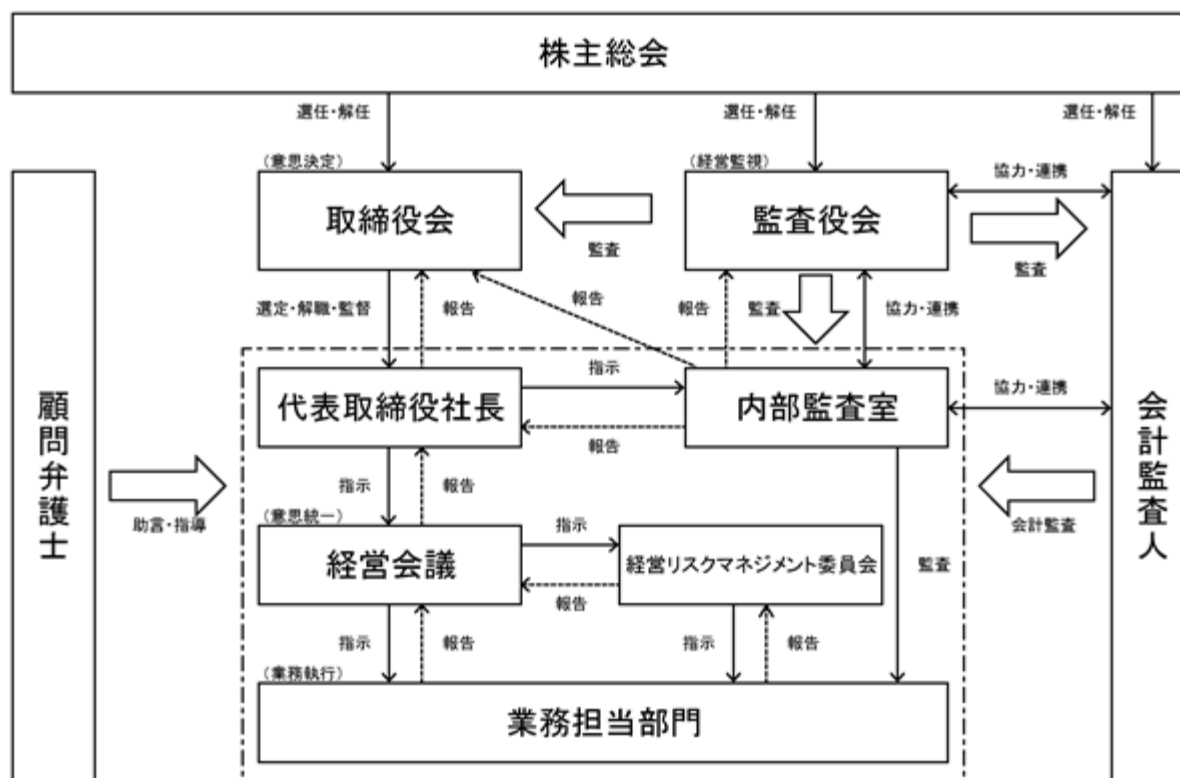 株主総会
選任・解任
選任・解任
選任・解任
(意思決定)
(経営監視)
取締役会
監査役会
協力・連携
監査
監査
選定・解職・監督
報告
報告
報告
監査
協力・連携
顧問弁護士
会計監査人
代表取締役社長
指示
内部監査室
協力・連携
報告
指示
報告
助言・指導
会計監査
(意思統一)
経営会議
指示
経営リスクマネジメント委員会
監査
報告
指示
報告
指示
報告
(業務執行)
業務担当部門